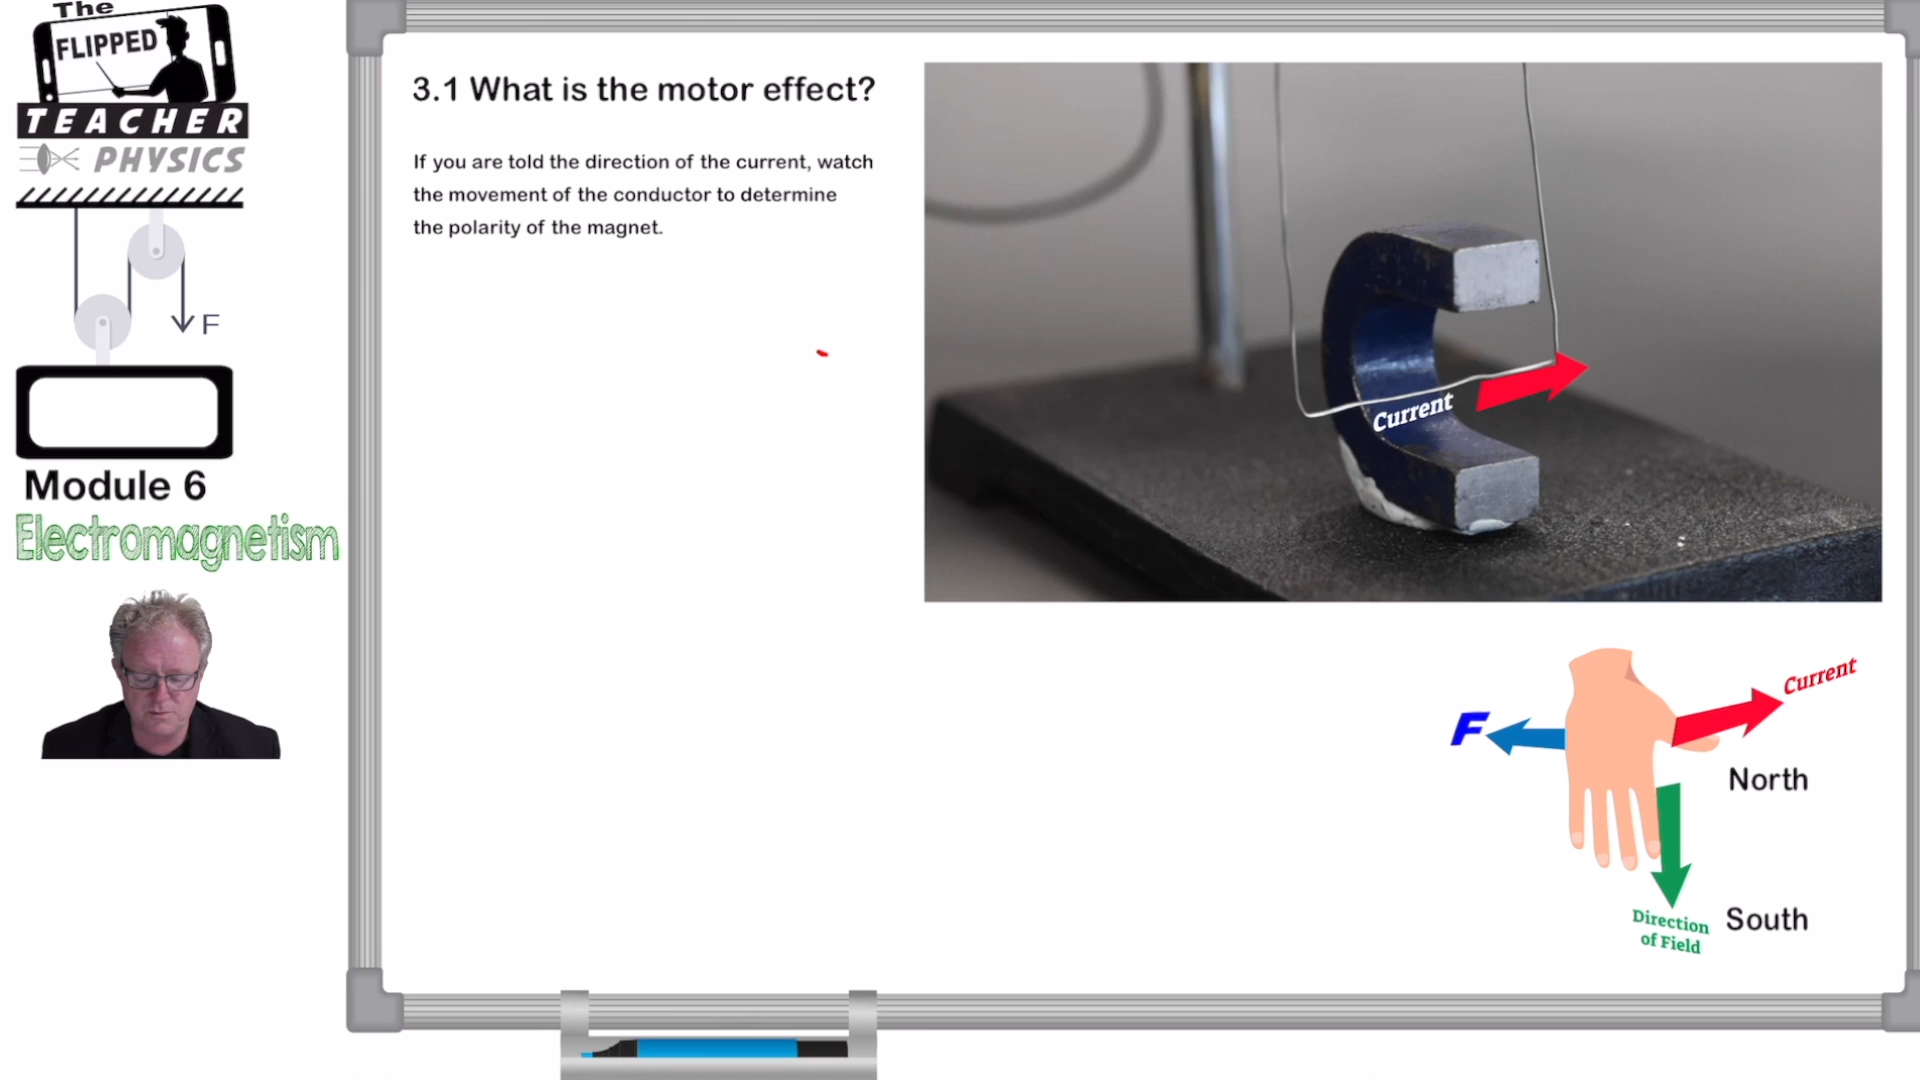 The
FLIPPED
TEACHER
PHYSICS
F
Module 6
Electromagnetism
3.1 What is the motor effect?
If you are told the direction of the current, watch
the movement of the conductor to determine
the polarity of the magnet.
Current
Current
F
North
South
Direction
of Field